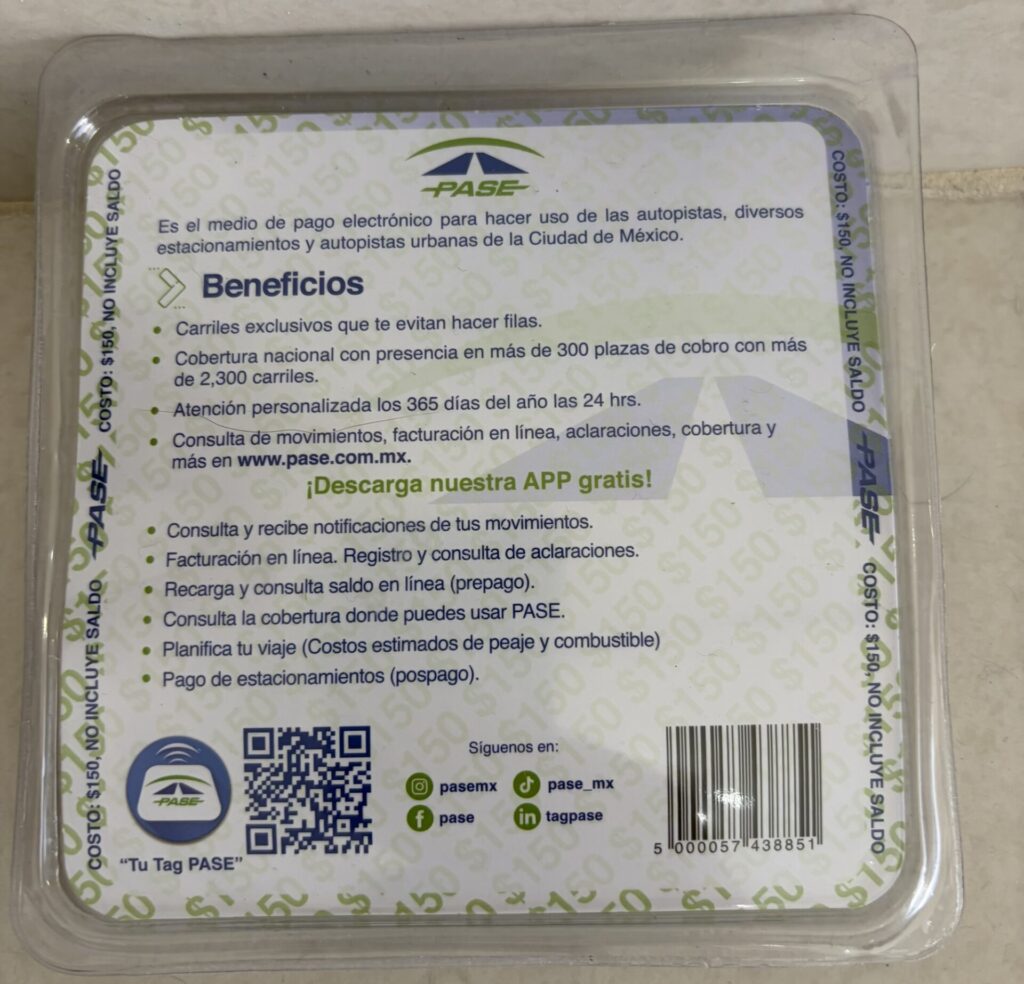 PASE
Es el medio de pago electrónico para hacer uso de las autopistas, diversos
estacionamientos y autopistas urbanas de la Ciudad de México.
Beneficios
• Carriles exclusivos que te evitan hacer filas.
• Cobertura nacional con presencia en más de 300 plazas de cobro con más
de 2,300 carriles.
• Atención personalizada los 365 días del año las 24 hrs.
• Consulta de movimientos, facturación en línea, aclaraciones, cobertura y
más en www.pase.com.mx.
¡Descarga nuestra APP gratis!
• Consulta y recibe notificaciones de tus movimientos.
• Facturación en línea. Registro y consulta de aclaraciones.
• Recarga y consulta saldo en línea (prepago).
• Consulta la cobertura donde puedes usar PASE.
• Planifica tu viaje (Costos estimados de peaje y combustible)
• Pago de estacionamientos (pospago).
PASE
"Tu Tag PASE"
Síguenos en:
pasemx
pase_mx
pase
tagpase
5 000057 438851
COSTO: $150, NO INCLUYE SALDO
PASE
COSTO: $150, NO INCLUYE SALDO
COSTO: $150, NO INCLUYE SALDO
PASE
COSTO: $150, NO INCLUYE SALDO